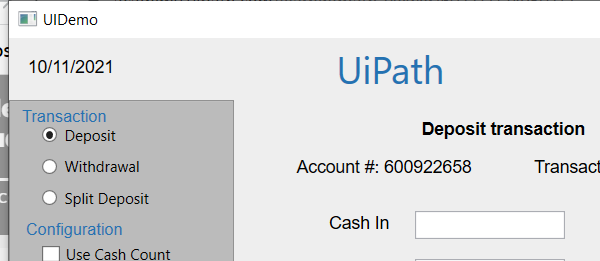 UIDemo
10/11/2021
UiPath
Transaction
Deposit
Withdrawal
Split Deposit
Configuration
Use Cash Count
Deposit transaction
Account #: 600922658 Transact
Cash In